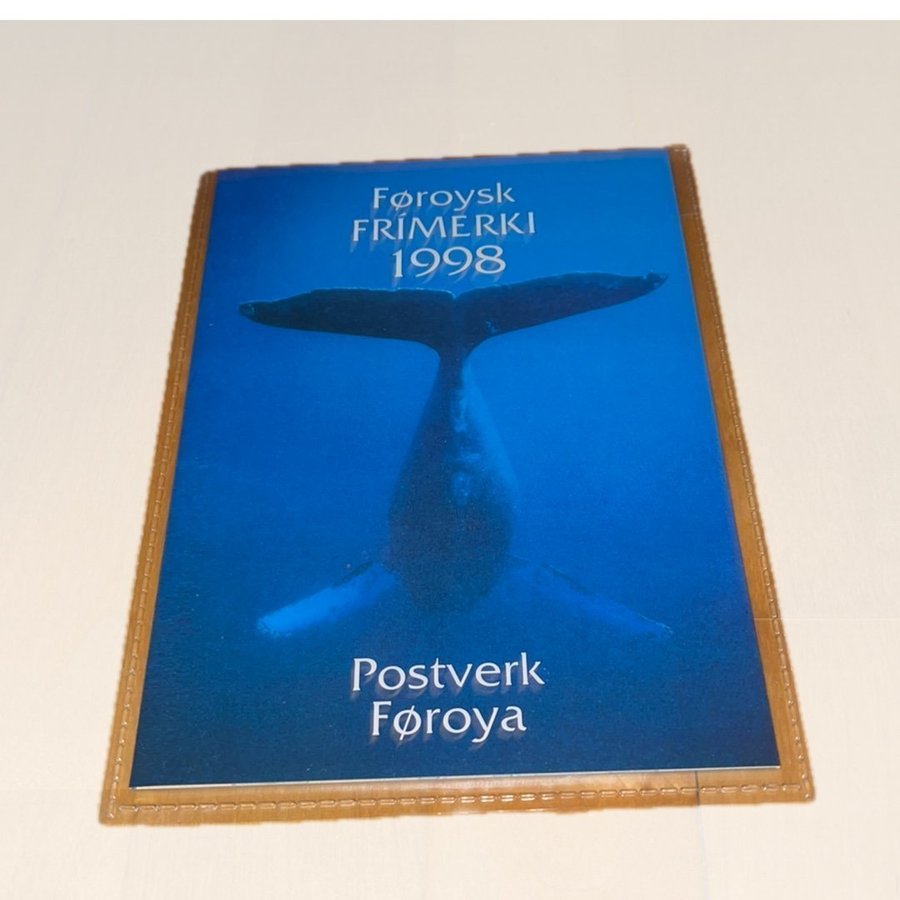 Føroysk
FRÍMERKI
1998
Postverk
Føroya